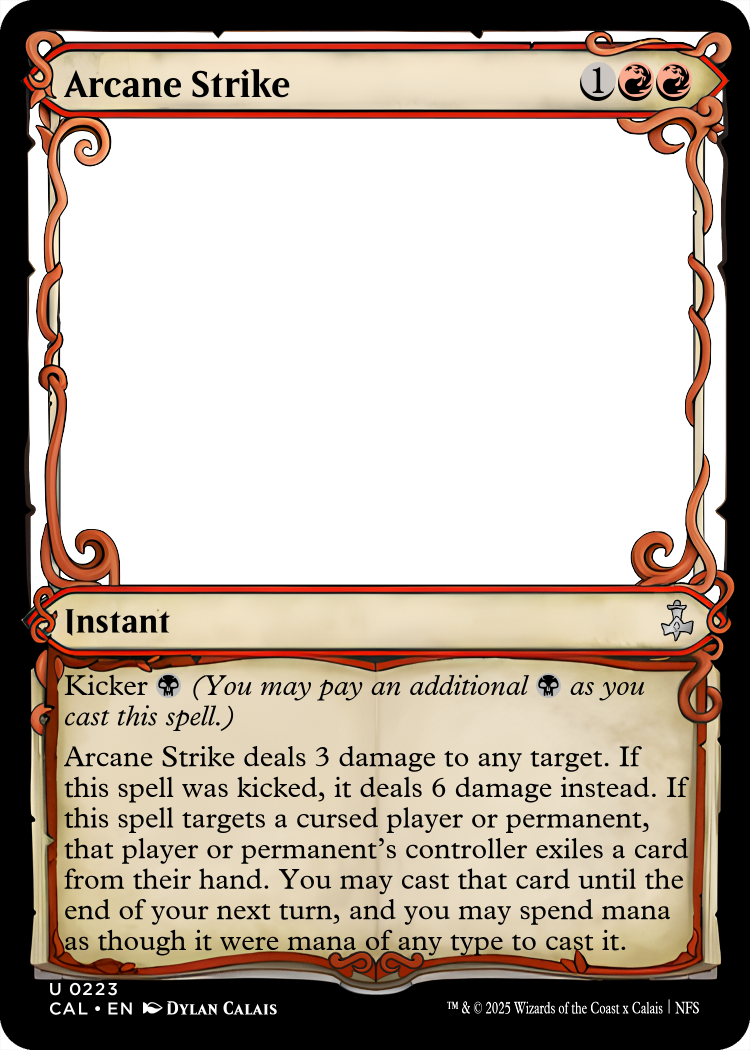 Arcane Strike 1
Instant
Kicker (You may pay an additional as you
cast this spell.)
Arcane Strike deals 3 damage to any target. If
this spell was kicked, it deals 6 damage instead. If
this spell targets a cursed player or permanent,
that player or permanent's controller exiles a card
from their hand. You may cast that card until the
end of your next turn, and you may spend mana
as though it were mana of any type to cast it.
U 0223
CAL • EN DYLAN CALAIS
™ & © 2025 Wizards of the Coast x Calais | NFS